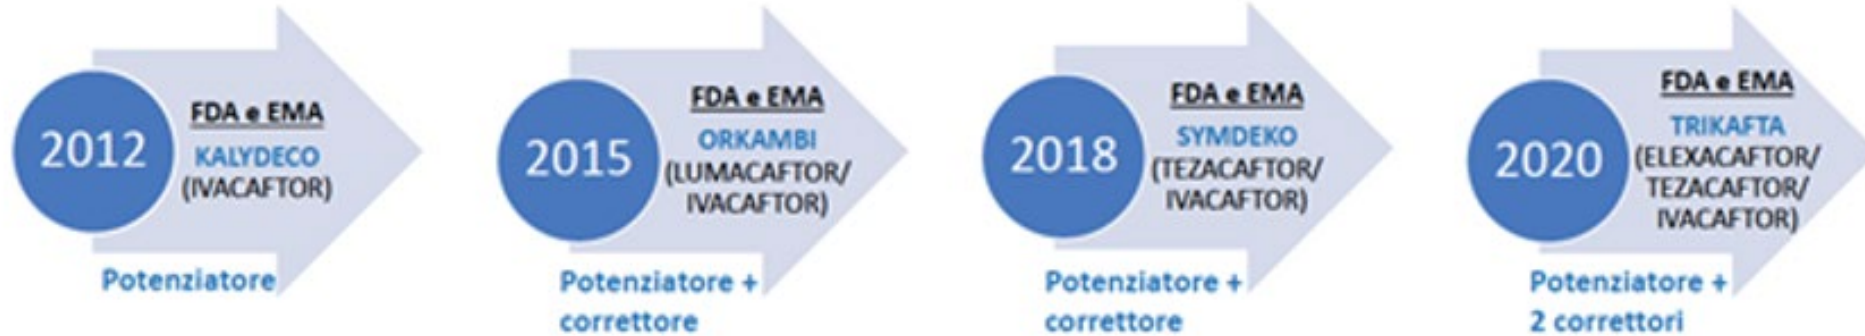 2012
FDA e EMA
KALYDECO
(IVACAFTOR)
Potenziatore
2015
FDA e EMA
ORKAMBI
(LUMACAFTOR/
IVACAFTOR)
Potenziatore +
correttore
2018
FDA e EMA
SYMDEKO
(TEZACAFTOR/
IVACAFTOR)
Potenziatore +
correttore
2020
FDA e EMA
TRIKAFTA
(ELEXACAFTOR/
TEZACAFTOR/
IVACAFTOR)
Potenziatore +
2 correttori